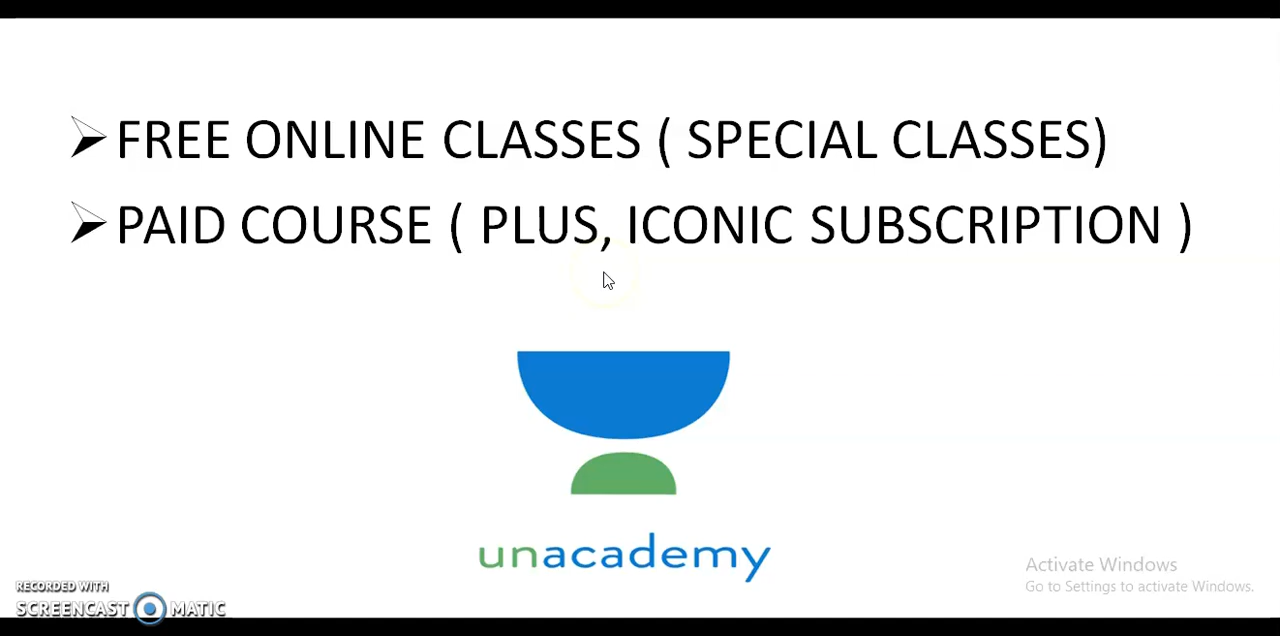 FREE ONLINE CLASSES ( SPECIAL CLASSES)
PAID COURSE ( PLUS, ICONIC SUBSCRIPTION )
unacademy
Activate Windows
Go to Settings to activate Windows.
RECORDED WITH
SCREENCAST MATIC